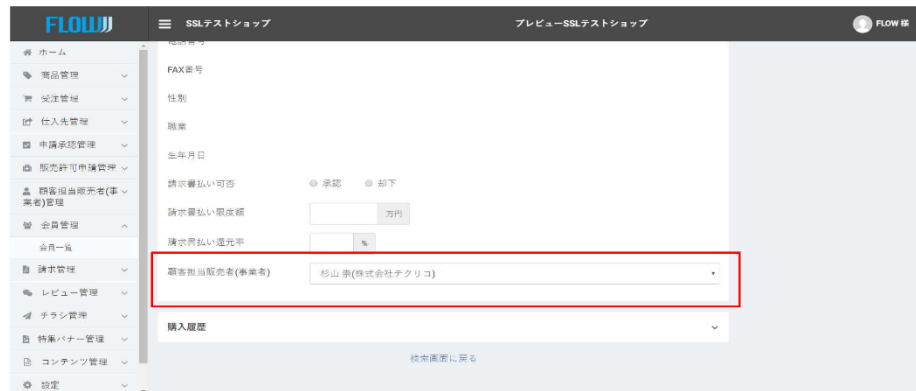 FLOW
SSLテストショップ
プレビューSSLテストショップ
FLOW 様
ホーム
商品管理
受注管理
仕入先管理
申請承認管理
販売許可申請管理
顧客担当販売者(事
業者)管理
会員管理
会員一覧
請求管理
レビュー管理
チラシ管理
特集バナー管理
コンテンツ管理
設定
電話番号
FAX番号
性別
職業
生年月日
請求書払い可否
承認 却下
請求書払い限度額
万円
請求書払い還元率
%
顧客担当販売者(事業者)
杉山 崇(株式会社テクリコ)
購入履歴
検索画面に戻る